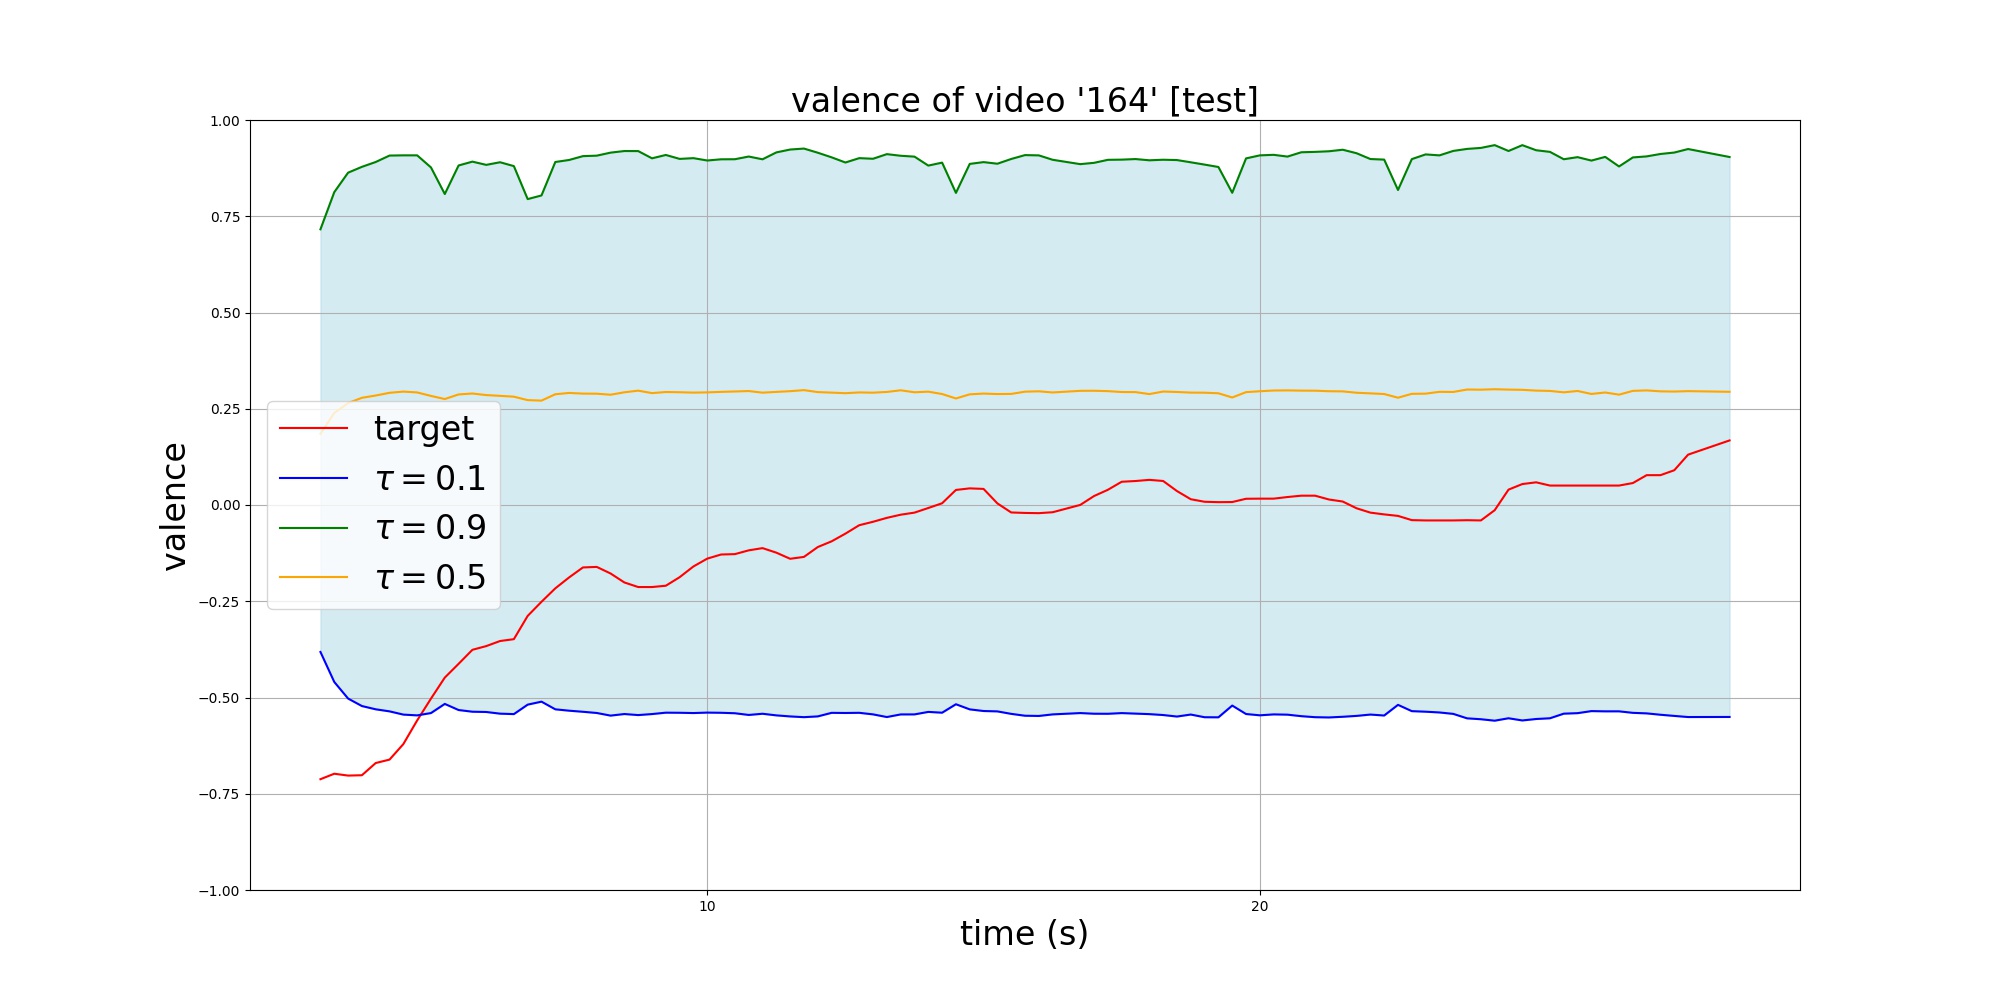 valence of video '164' [test]
1.00
0.75
0.50
0.25
0.00
−0.25
−0.50
−0.75
−1.00
valence
target
τ = 0.1
τ = 0.9
τ = 0.5
10
20
time (s)